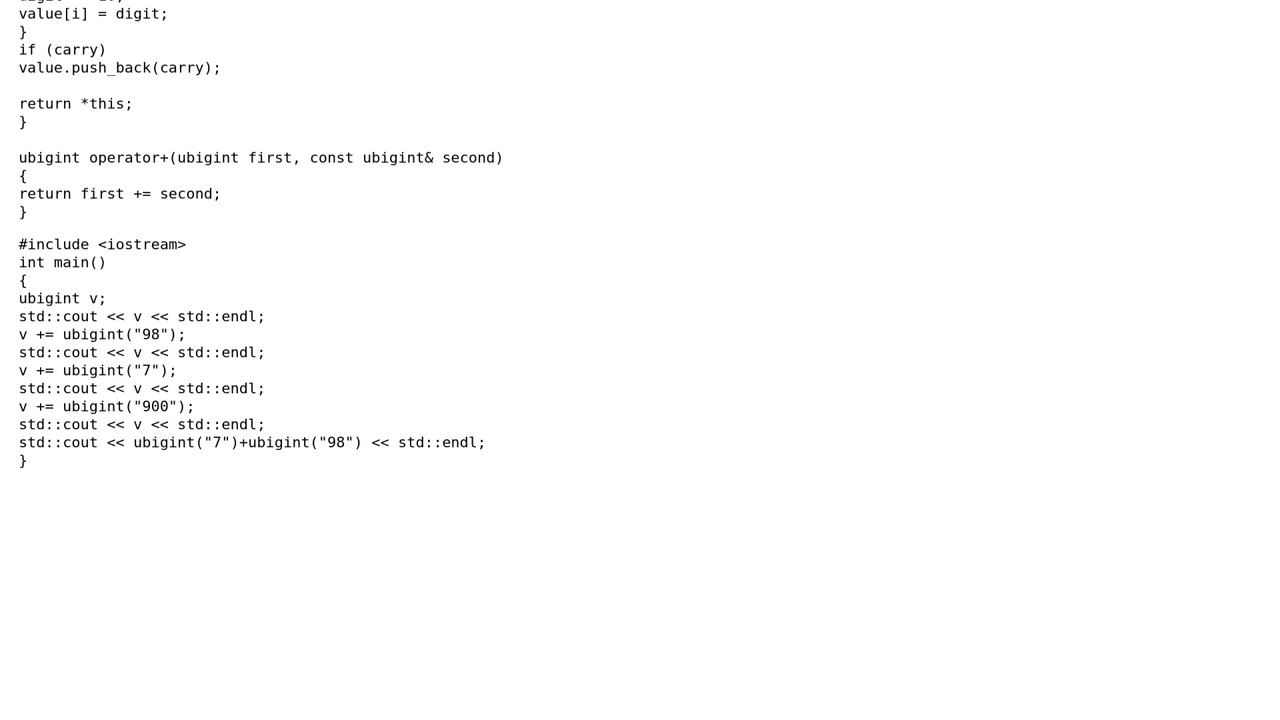 value[i] = digit;
}
if (carry)
value.push_back(carry);

return *this;
}

ubigint operator+(ubigint first, const ubigint& second)
{
return first += second;
}

#include <iostream>
int main()
{
ubigint v;
std::cout << v << std::endl;
v += ubigint("98");
std::cout << v << std::endl;
v += ubigint("7");
std::cout << v << std::endl;
v += ubigint("900");
std::cout << v << std::endl;
std::cout << ubigint("7")+ubigint("98") << std::endl;
}